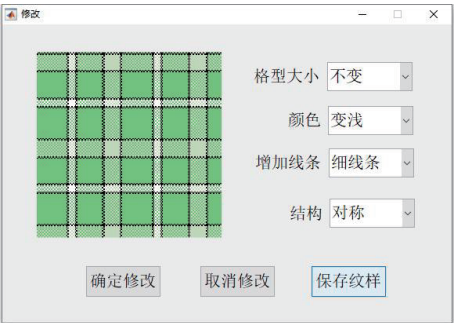 修改
格型大小 不变
颜色 变浅
增加线条 细线条
结构 对称
确定修改 取消修改 保存纹样